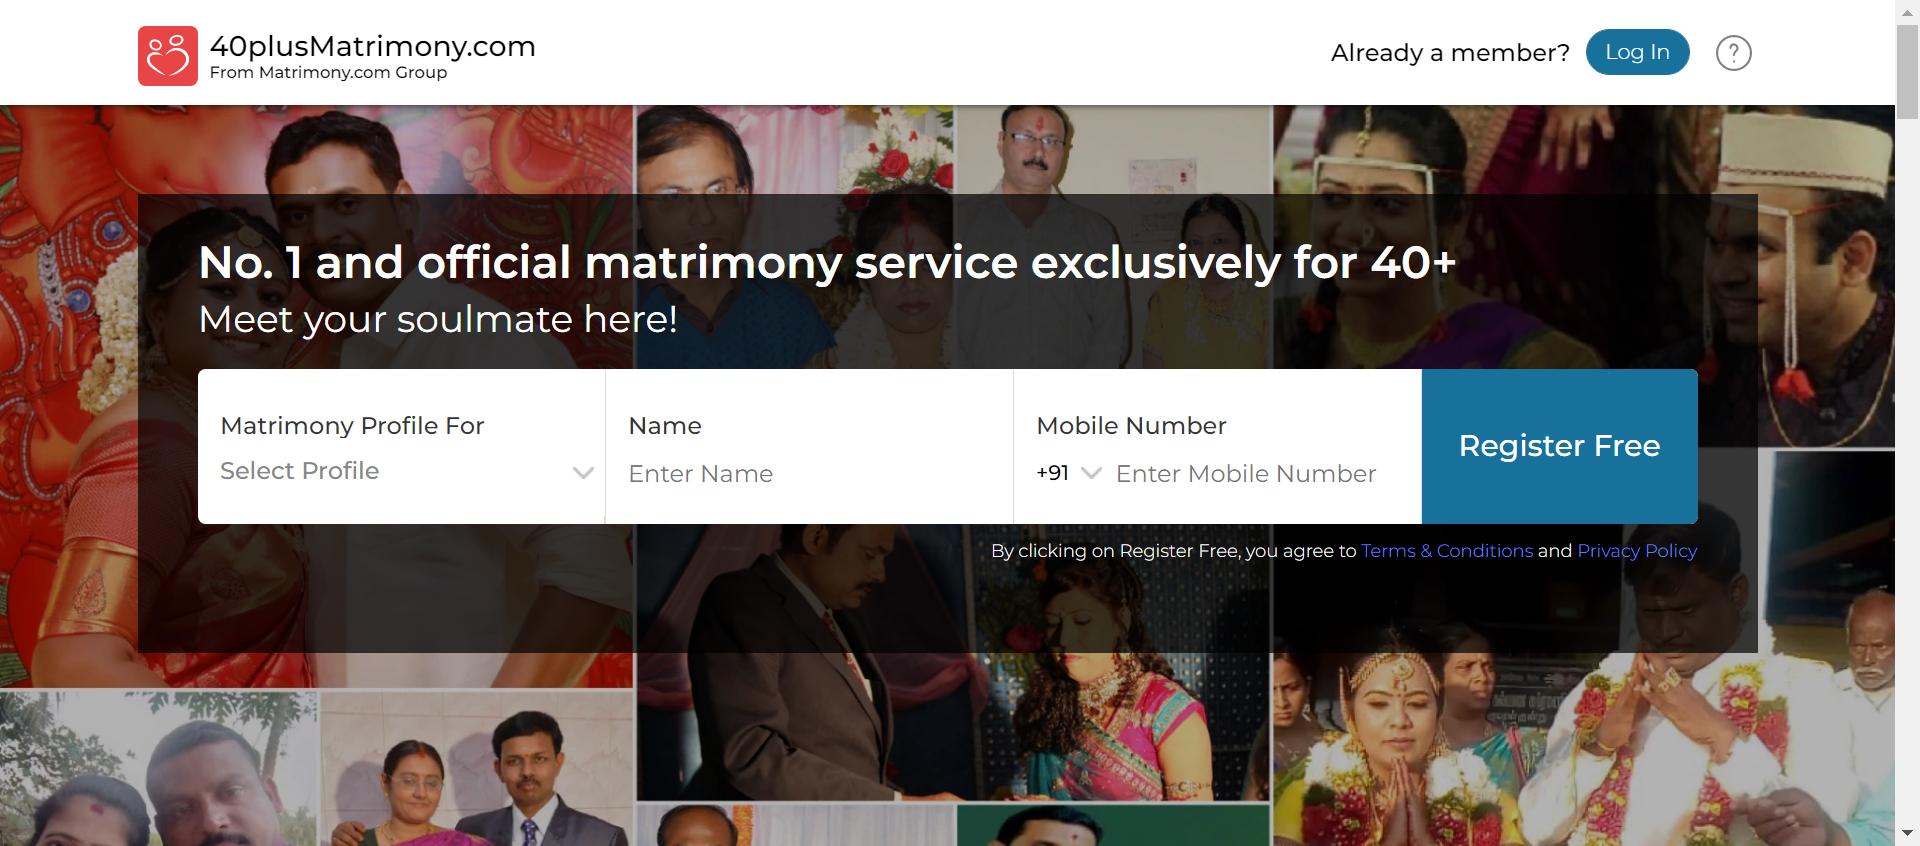 40plusMatrimony.com
From Matrimony.com Group
Already a member?
Log In
?
No. 1 and official matrimony service exclusively for 40+
Meet your soulmate here!
Matrimony Profile For
Select Profile
Name
Enter Name
Mobile Number
+91
Enter Mobile Number
Register Free
By clicking on Register Free, you agree to Terms & Conditions and Privacy Policy